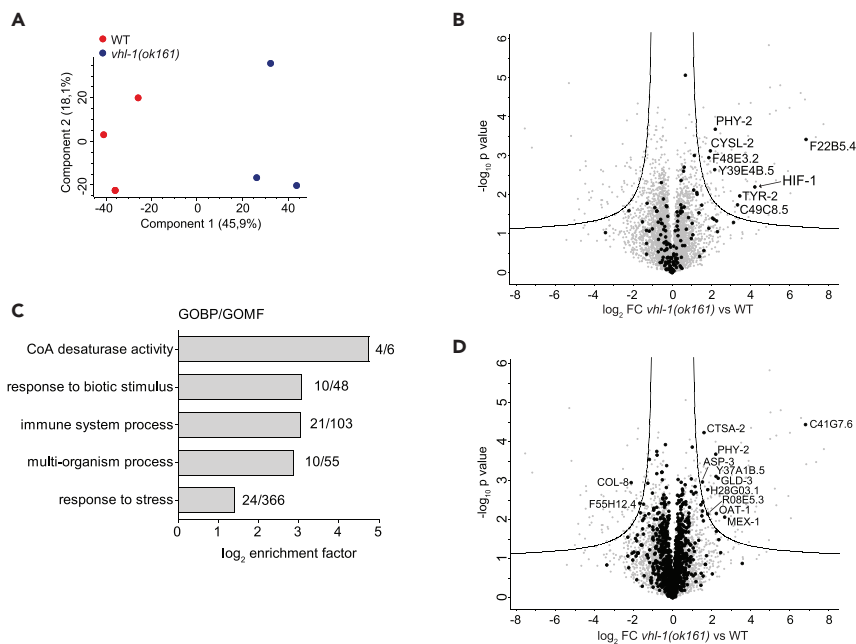 A
WT
vhl-1(ok161)
Component 2 (18,1%)
20
0
-20
-40
-20
0
20
40
Component 1 (45,9%)
B
-log10 p value
6
5
4
3
2
1
0
PHY-2
CYSL-2
F48E3.2
Y39E4B.5
F22B5.4
HIF-1
TYR-2
C49C8.5
-8
-6
-4
-2
0
2
4
6
8
log2 FC vhl-1(ok161) vs WT
C
GOBP/GOMF
CoA desaturase activity
4/6
response to biotic stimulus
10/48
immune system process
21/103
multi-organism process
10/55
response to stress
24/366
0
1
2
3
4
5
log2 enrichment factor
D
-log10 p value
6
5
4
3
2
1
0
CTSA-2
C41G7.6
PHY-2
ASP-3
Y37A1B.5
COL-8
GLD-3
H28G03.1
F55H12.4
R08E5.3
OAT-1
MEX-1
-8
-6
-4
-2
0
2
4
6
8
log2 FC vhl-1(ok161) vs WT